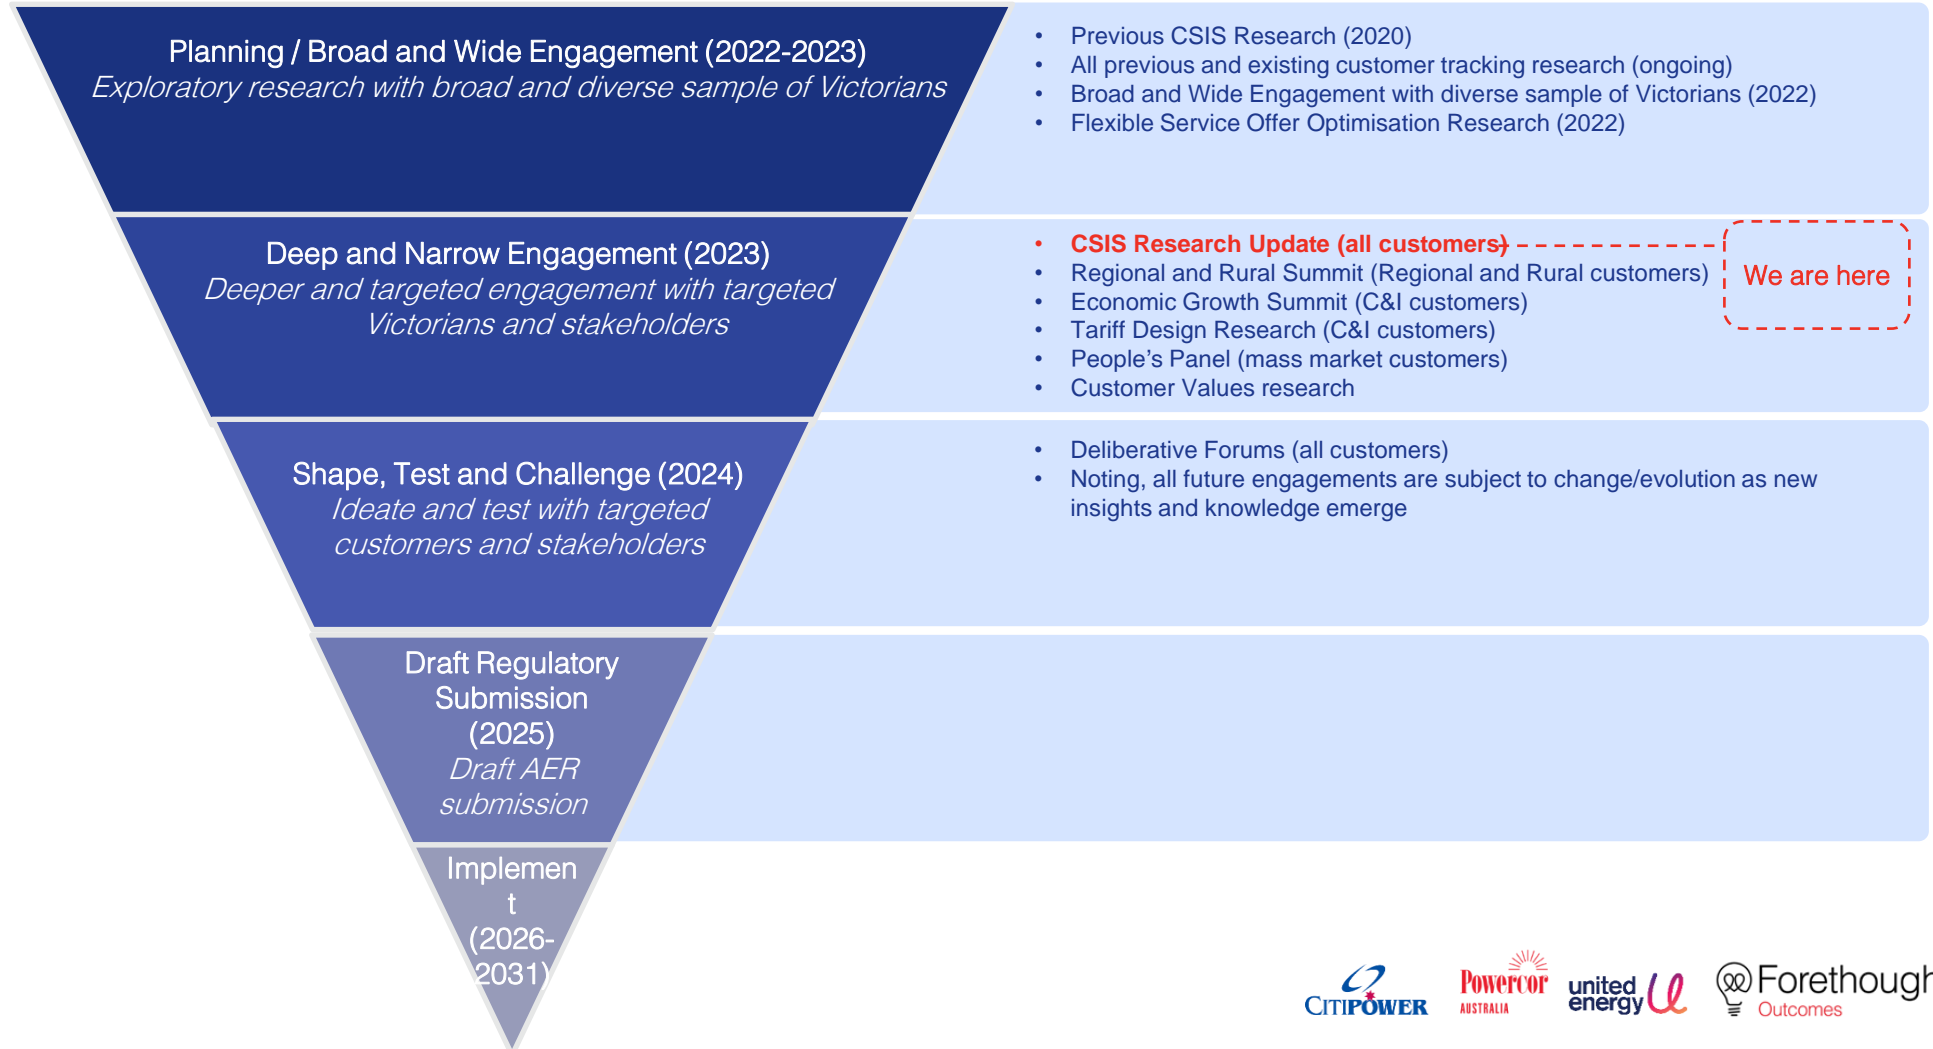 Planning / Broad and Wide Engagement (2022-2023)
Exploratory research with broad and diverse sample of Victorians
• Previous CSIS Research (2020)
• All previous and existing customer tracking research (ongoing)
• Broad and Wide Engagement with diverse sample of Victorians (2022)
• Flexible Service Offer Optimisation Research (2022)
Deep and Narrow Engagement (2023)
Deeper and targeted engagement with targeted
Victorians and stakeholders
• CSIS Research Update (all customers)
• Regional and Rural Summit (Regional and Rural customers)
• Economic Growth Summit (C&I customers)
• Tariff Design Research (C&I customers)
• People’s Panel (mass market customers)
• Customer Values research
We are here
Shape, Test and Challenge (2024)
Ideate and test with targeted
customers and stakeholders
• Deliberative Forums (all customers)
• Noting, all future engagements are subject to change/evolution as new
insights and knowledge emerge
Draft Regulatory
Submission
(2025)
Draft AER
submission
Implemen
t
(2026-
2031)
CITIPOWER
Powercor
AUSTRALIA
united
energy
Forethough
Outcomes